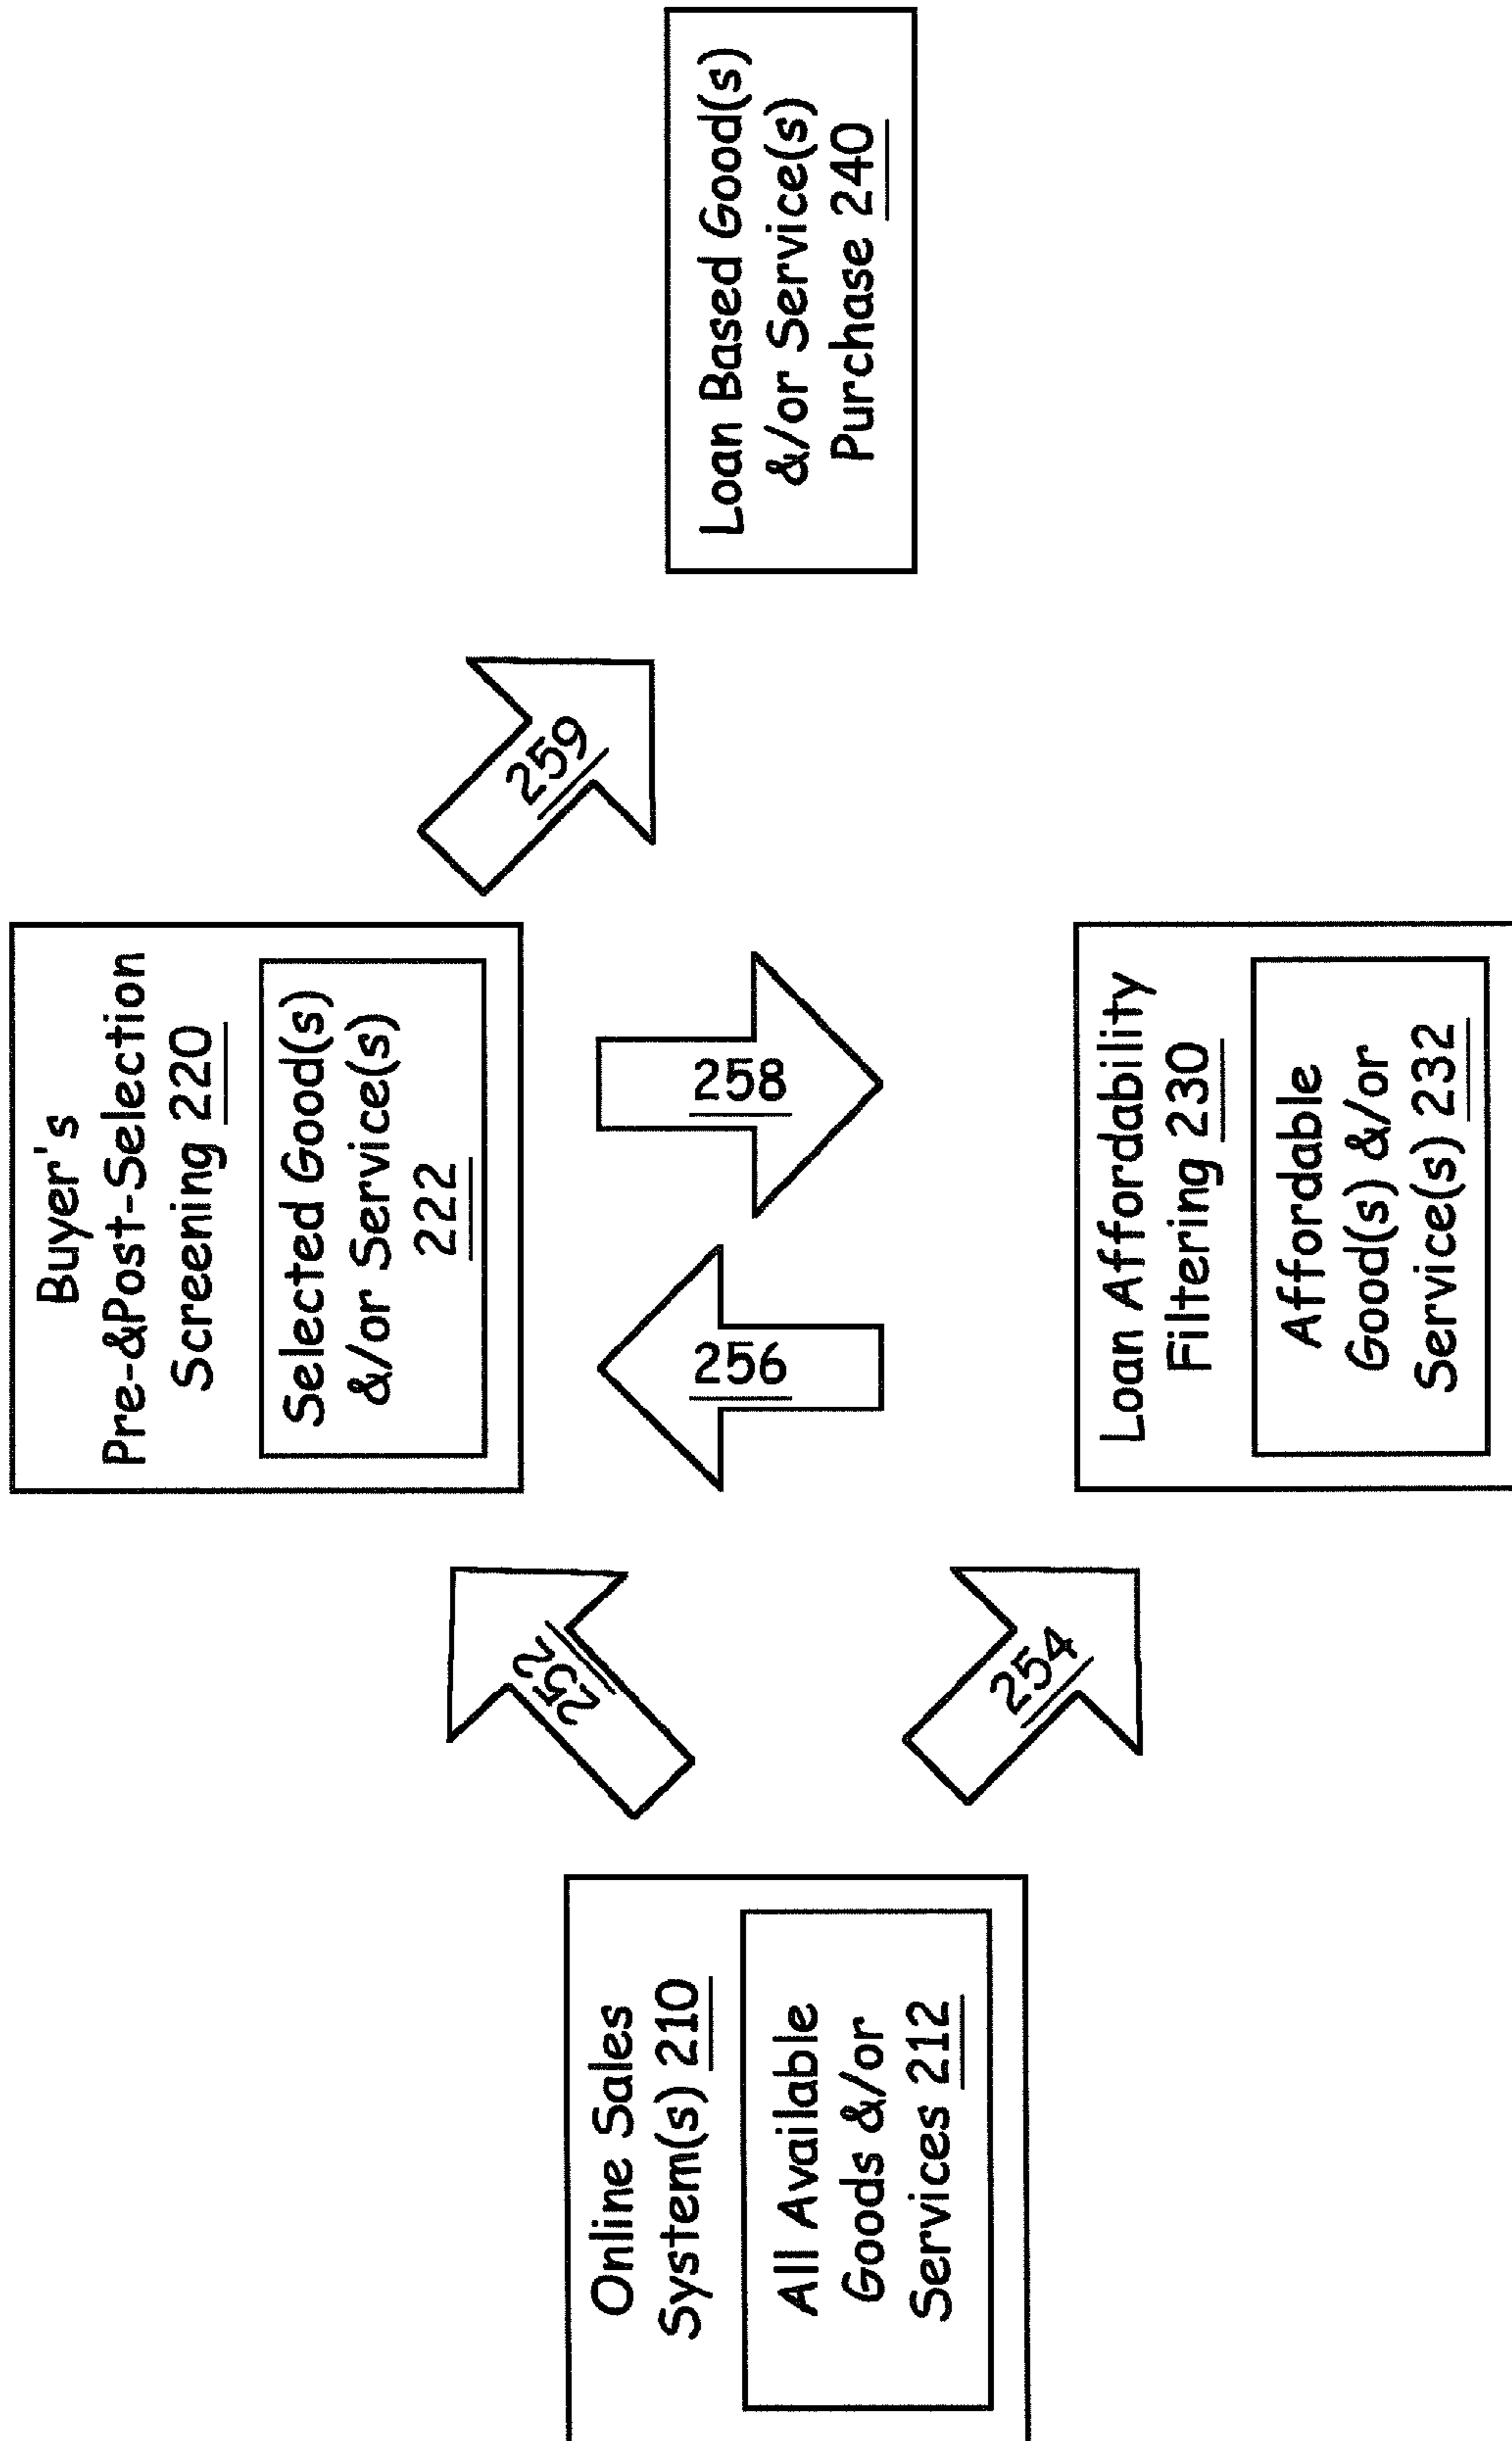 Buyer's
Pre-&Post-Selection
Screening 220
Selected Good(s)
&/or Service(s)
222
252
259
Online Sales
System(s) 210
All Available
Goods &/or
Services 212
256
258
Loan Based Good(s)
&/or Service(s)
Purchase 240
254
Loan Affordability
Filtering 230
Affordable
Good(s) &/or
Service(s) 232